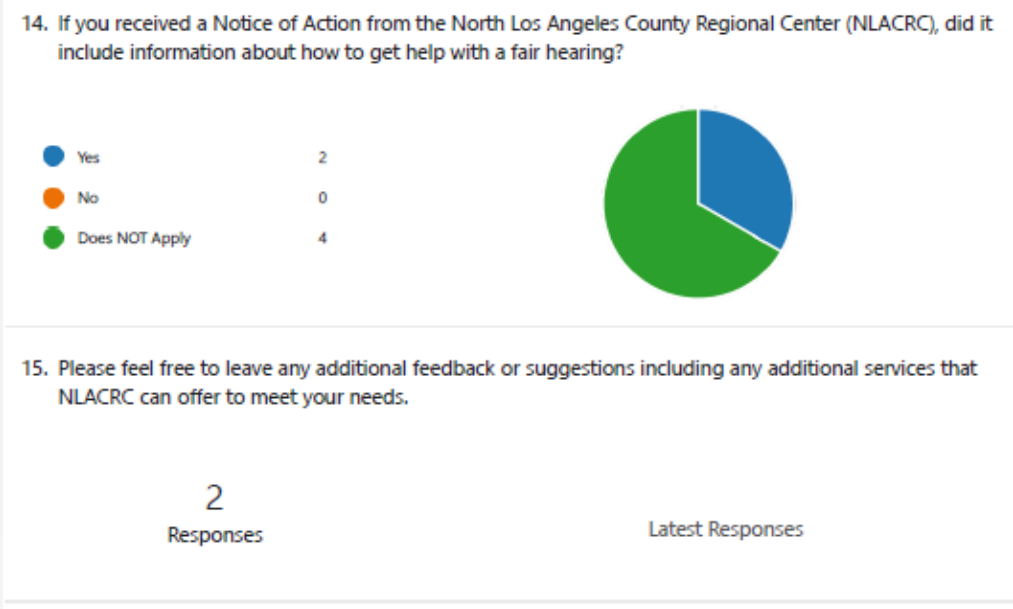 14. If you received a Notice of Action from the North Los Angeles County Regional Center (NLACRC), did it
include information about how to get help with a fair hearing?
Yes 2
No 0
Does NOT Apply 4
15. Please feel free to leave any additional feedback or suggestions including any additional services that
NLACRC can offer to meet your needs.
2
Responses
Latest Responses